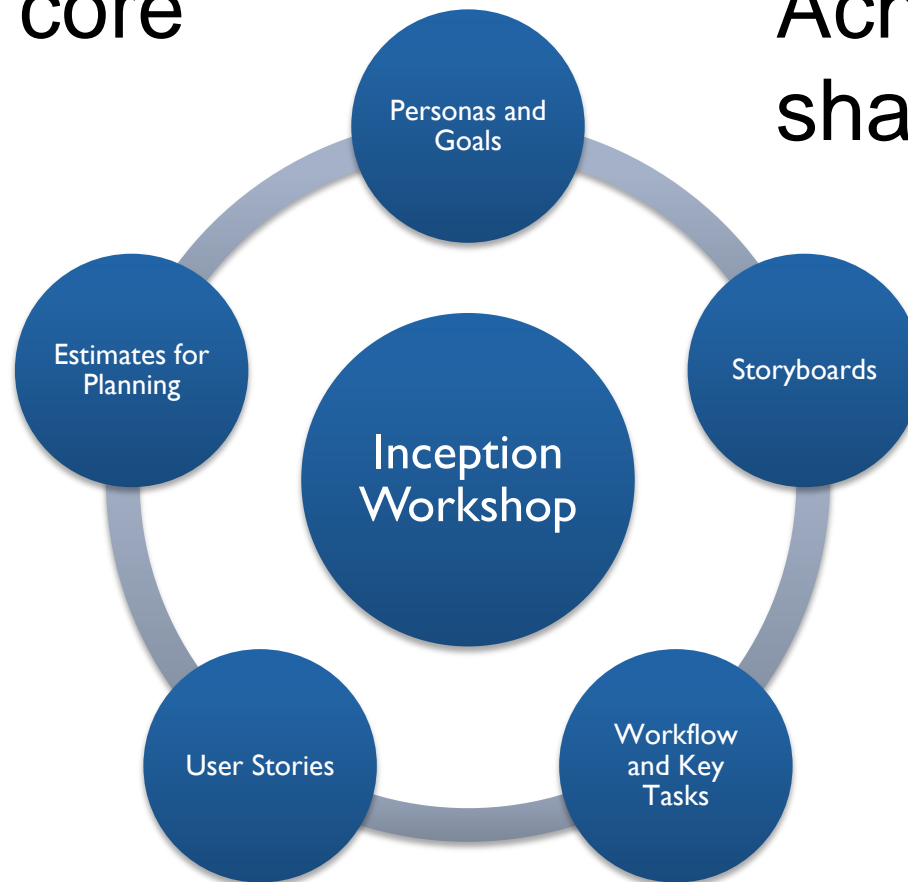 core
Personas and
Goals
Storyboards
Workflow
and Key
Tasks
User Stories
Estimates for
Planning
Inception
Workshop